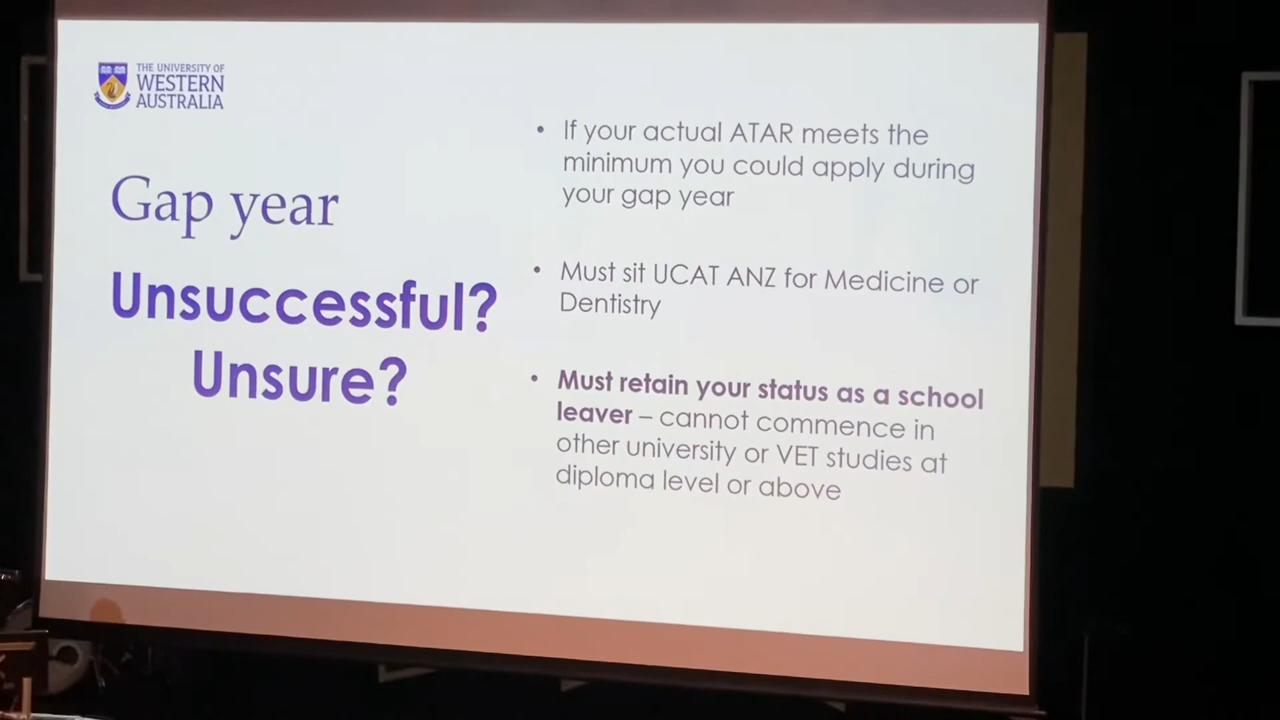 THE UNIVERSITY OF
WESTERN
AUSTRALIA
Gap year
Unsuccessful?
Unsure?
• If your actual ATAR meets the
minimum you could apply during
your gap year
• Must sit UCAT ANZ for Medicine or
Dentistry
• Must retain your status as a school
leaver – cannot commence in
other university or VET studies at
diploma level or above